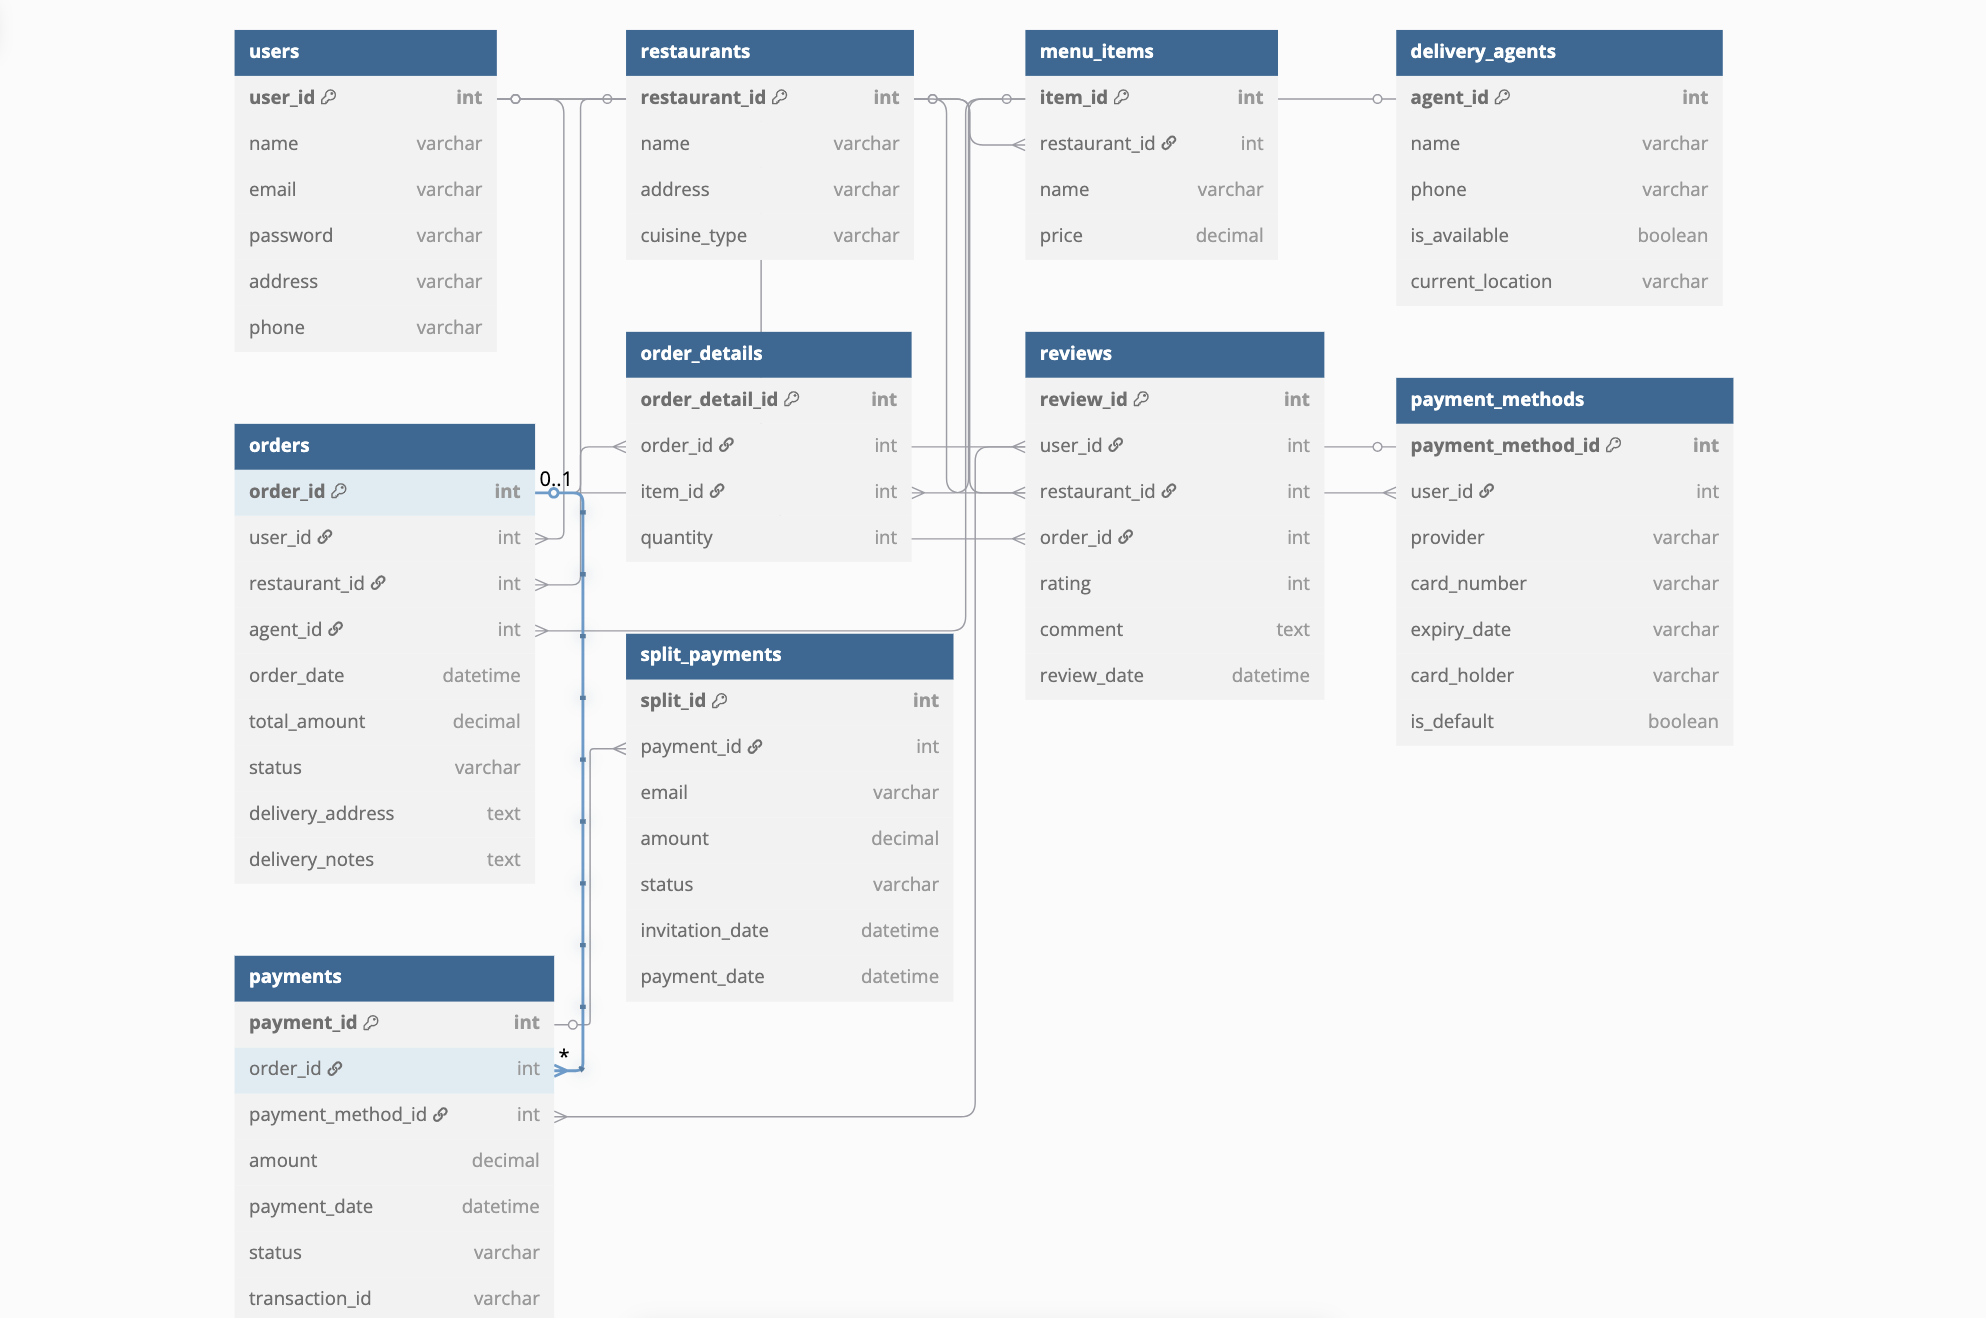 users
user_id int
name varchar
email varchar
password varchar
address varchar
phone varchar
restaurants
restaurant_id int
name varchar
address varchar
cuisine_type varchar
menu_items
item_id int
restaurant_id int
name varchar
price decimal
delivery_agents
agent_id int
name varchar
phone varchar
is_available boolean
current_location varchar
order_details
order_detail_id int
order_id int
item_id int
quantity int
reviews
review_id int
user_id int
restaurant_id int
order_id int
rating int
comment text
review_date datetime
payment_methods
payment_method_id int
user_id int
provider varchar
card_number varchar
expiry_date varchar
card_holder varchar
is_default boolean
orders
order_id int
0..1
user_id int
restaurant_id int
agent_id int
order_date datetime
total_amount decimal
status varchar
delivery_address text
delivery_notes text
split_payments
split_id int
payment_id int
email varchar
amount decimal
status varchar
invitation_date datetime
payment_date datetime
payments
payment_id int
*
order_id int
payment_method_id int
amount decimal
payment_date datetime
status varchar
transaction_id varchar